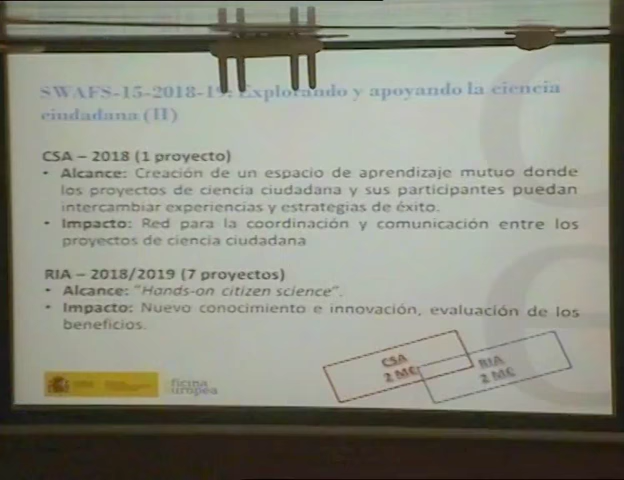 SWAFS-15-2018-19: Explorando y apoyando la ciencia
ciudadana (II)
CSA – 2018 (1 proyecto)
• Alcance: Creación de un espacio de aprendizaje mutuo donde
los proyectos de ciencia ciudadana y sus participantes puedan
intercambiar experiencias y estrategias de éxito.
• Impacto: Red para la coordinación y comunicación entre los
proyectos de ciencia ciudadana
RIA – 2018/2019 (7 proyectos)
• Alcance: "Hands-on citizen science".
• Impacto: Nuevo conocimiento e innovación, evaluación de los
beneficios.
CSA
2 M€
RIA
2 M€
ficina
uropea